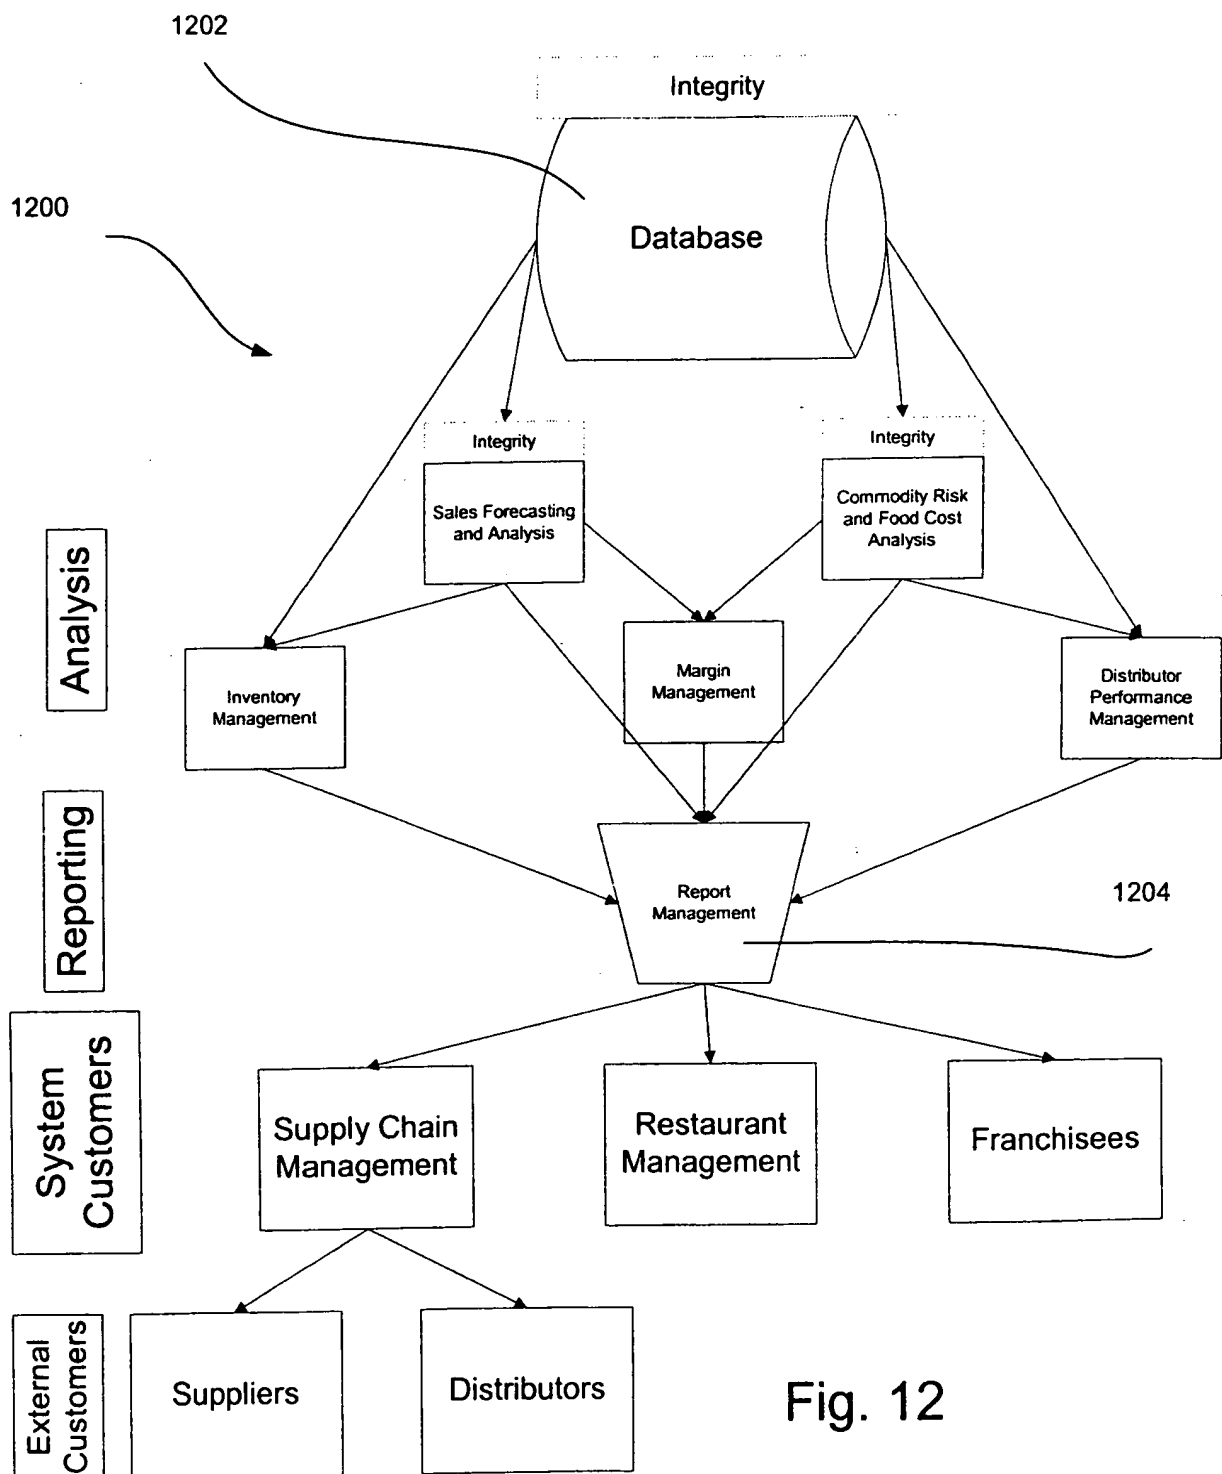 1202
Integrity
1200
Database
Integrity
Integrity
Sales Forecasting
and Analysis
Commodity Risk
and Food Cost
Analysis
Analysis
Inventory
Management
Margin
Management
Distributor
Performance
Management
Reporting
Report
Management
1204
System
Customers
Supply Chain
Management
Restaurant
Management
Franchisees
External
Customers
Suppliers
Distributors
Fig. 12